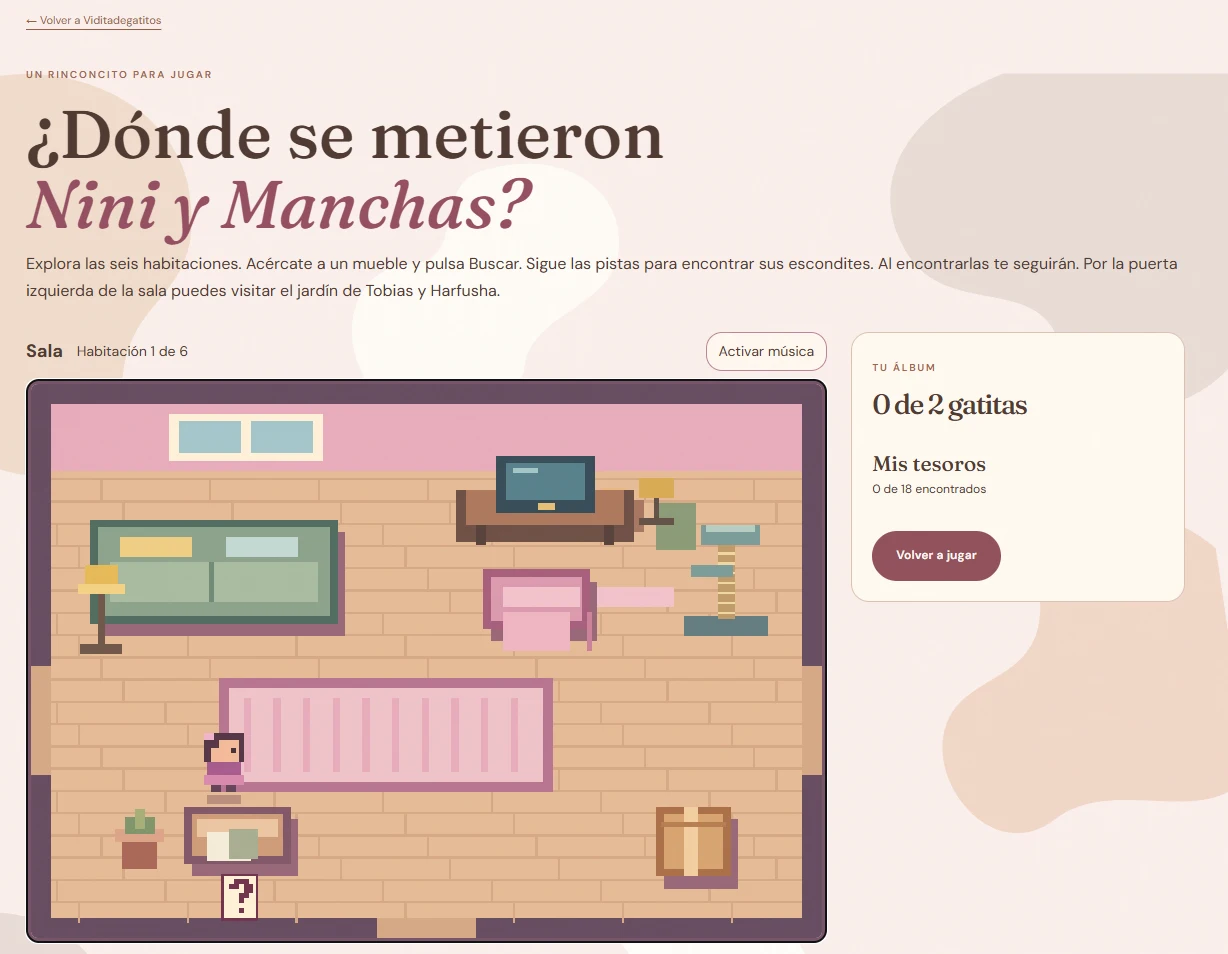 ← Volver a Viditadegatitos
UN RINCONCITO PARA JUGAR
¿Dónde se metieron
Nini y Manchas?
Explora las seis habitaciones. Acércate a un mueble y pulsa Buscar. Sigue las pistas para encontrar sus escondites. Al encontrarlas te seguirán. Por la puerta
izquierda de la sala puedes visitar el jardín de Tobias y Harfusha.
Sala Habitación 1 de 6
Activar música
TU ÁLBUM
0 de 2 gatitas
Mis tesoros
0 de 18 encontrados
Volver a jugar
?